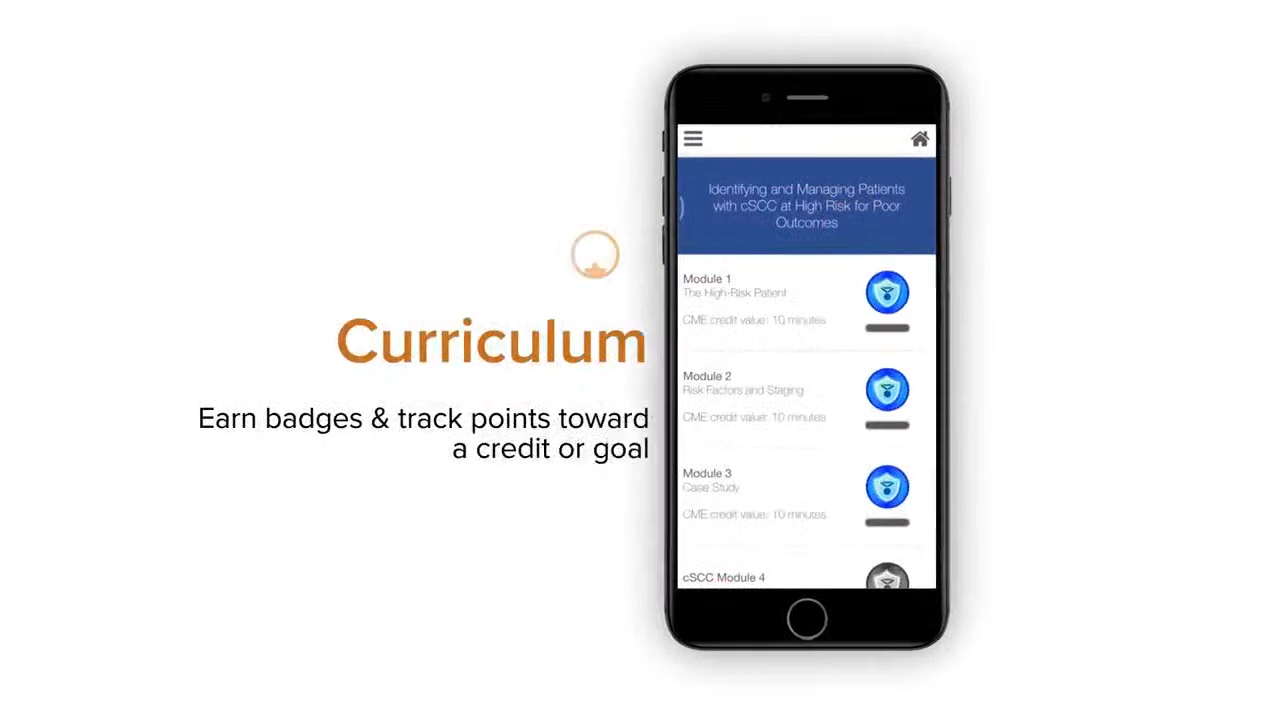 Curriculum
Earn badges & track points toward
a credit or goal
Identifying and Managing Patients
with cSCC at High Risk for Poor
Outcomes
Module 1
The High-Risk Patient
CME credit value: 10 minutes
Module 2
Risk Factors and Staging
CME credit value: 10 minutes
Module 3
Case Study
CME credit value: 10 minutes
cSCC Module 4